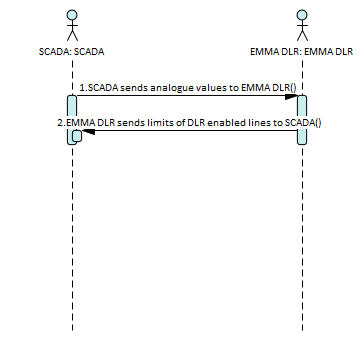 SCADA: SCADA
EMMA DLR: EMMA DLR
1.SCADA sends analogue values to EMMA DLR()
2.EMMA DLR sends limits of DLR enabled lines to SCADA()